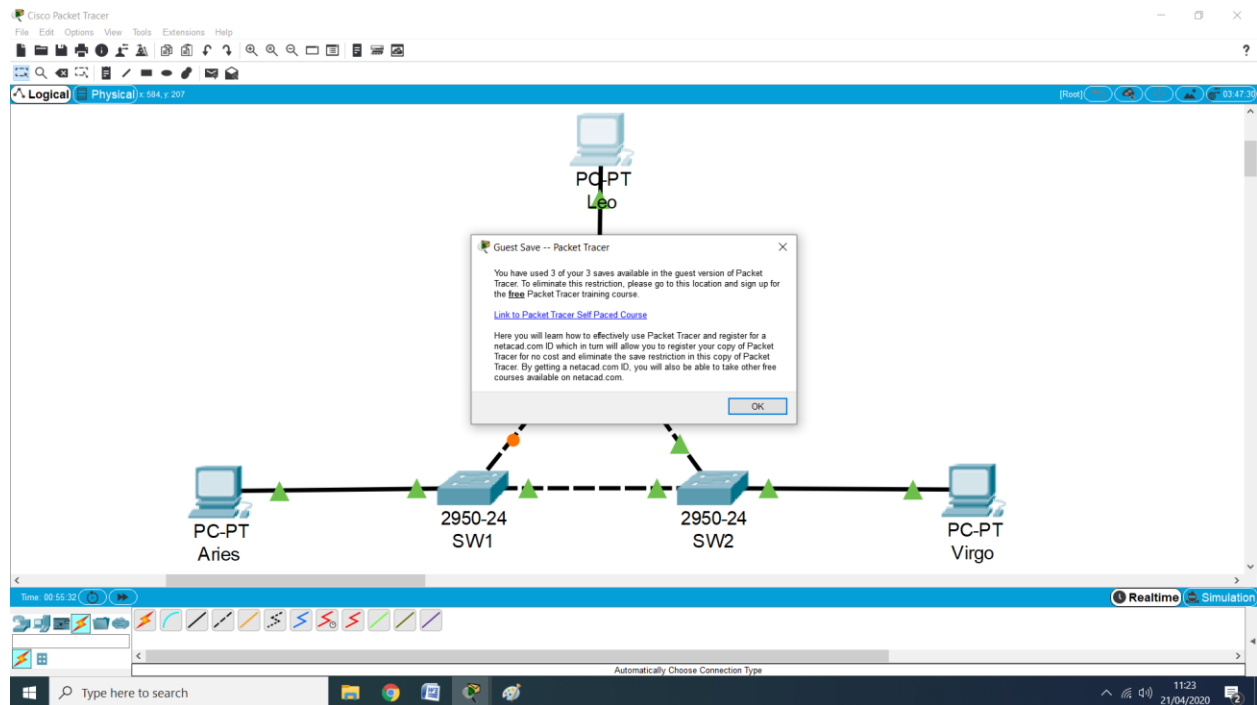 Cisco Packet Tracer
File Edit Options View Tools Extensions Help
?
Logical Physical x: 584, y: 207
[Root] 03:47:30
PC-PT
Leo
Guest Save -- Packet Tracer
You have used 3 of your 3 saves available in the guest version of Packet
Tracer. To eliminate this restriction, please go to this location and sign up for
the free Packet Tracer training course.
Link to Packet Tracer Self Paced Course
Here you will learn how to effectively use Packet Tracer and register for a
netacad.com ID which in turn will allow you to register your copy of Packet
Tracer for no cost and eliminate the save restriction in this copy of Packet
Tracer. By getting a netacad.com ID, you will also be able to take other free
courses available on netacad.com.
OK
PC-PT
Aries
2950-24
SW1
2950-24
SW2
PC-PT
Virgo
Time: 00:55:32
Realtime Simulation
Automatically Choose Connection Type
Type here to search
11:23
21/04/2020
2